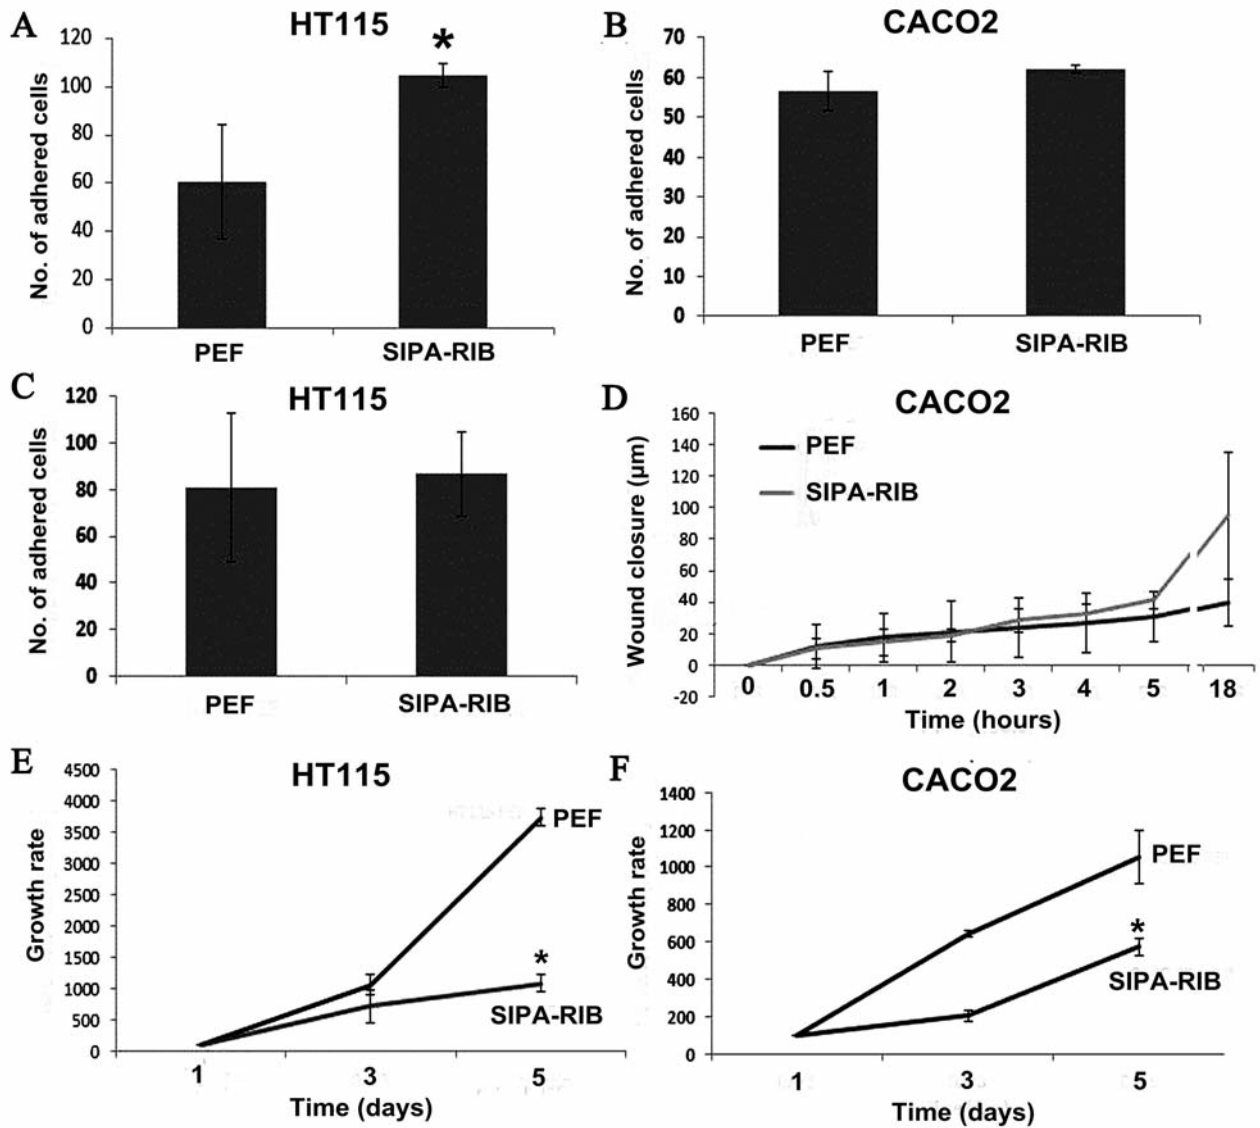 A
HT115
*
No. of adhered cells
120
100
80
60
40
20
0
PEF
SIPA-RIB
B
CACO2
No. of adhered cells
70
60
50
40
30
20
10
0
PEF
SIPA-RIB
C
HT115
No. of adhered cells
120
100
80
60
40
20
0
PEF
SIPA-RIB
D
CACO2
Wound closure (µm)
160
140
120
100
80
60
40
20
0
-20
PEF
SIPA-RIB
0 0.5 1 2 3 4 5 18
Time (hours)
E
HT115
Growth rate
4500
4000
3500
3000
2500
2000
1500
1000
500
0
PEF
*
SIPA-RIB
1 3 5
Time (days)
F
CACO2
Growth rate
1400
1200
1000
800
600
400
200
0
PEF
*
SIPA-RIB
1 3 5
Time (days)